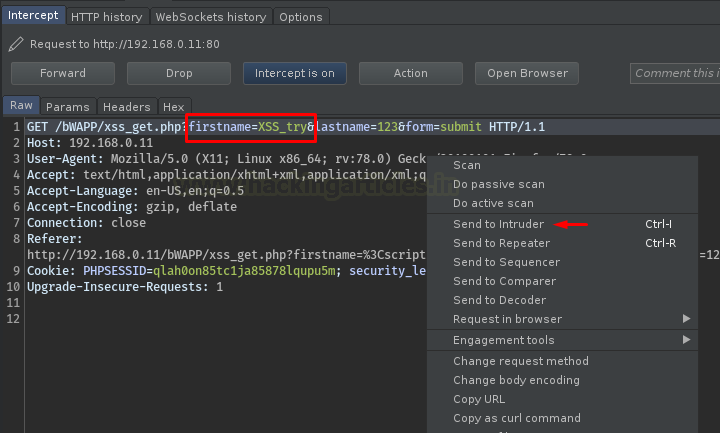 Intercept HTTP history WebSockets history Options
Request to http://192.168.0.11:80
Forward Drop Intercept is on Action Open Browser Comment this
Raw Params Headers Hex
1 GET /bWAPP/xss_get.php?firstname=XSS_try&lastname=123&form=submit HTTP/1.1
2 Host: 192.168.0.11
3 User-Agent: Mozilla/5.0 (X11; Linux x86_64; rv:78.0)
4 Accept: text/html,application/xhtml+xml,application/xml;q
5 Accept-Language: en-US,en;q=0.5
6 Accept-Encoding: gzip, deflate
7 Connection: close
8 Referer:
http://192.168.0.11/bWAPP/xss_get.php?firstname=%3Cscript =12
9 Cookie: PHPSESSID=qlah0on85tc1ja85878lqupu5m; security_le
10 Upgrade-Insecure-Requests: 1
11
12
www.hackingarticles.in
Scan
Do passive scan
Do active scan
Send to Intruder Ctrl-I
Send to Repeater Ctrl-R
Send to Sequencer
Send to Comparer
Send to Decoder
Request in browser
Engagement tools
Change request method
Change body encoding
Copy URL
Copy as curl command